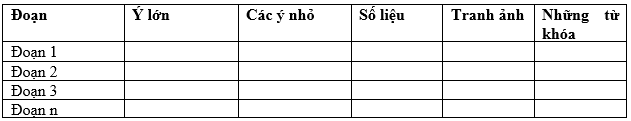 Đoạn Ý lớn Các ý nhỏ Số liệu Tranh ảnh Những từ khóa
Đoạn 1
Đoạn 2
Đoạn 3
Đoạn n